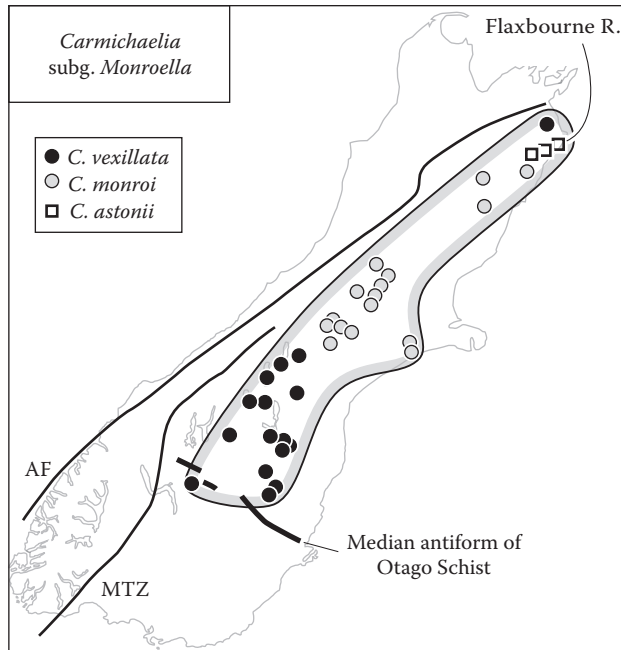 Carmichaelia
subg. Monroella
Flaxbourne R.
C. vexillata
C. monroi
C. astonii
AF
MTZ
Median antiform of
Otago Schist